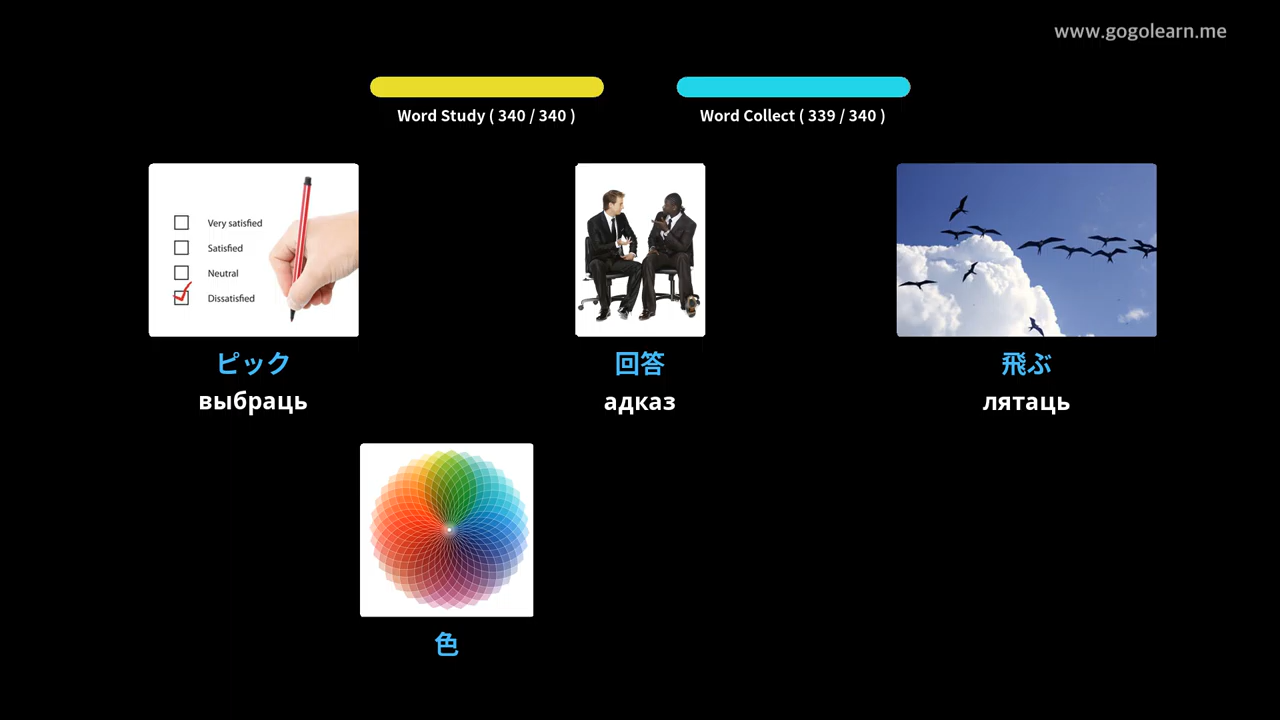 www.gogolearn.me
Word Study ( 340 / 340 )
Word Collect ( 339 / 340 )
Very satisfied
Satisfied
Neutral
Dissatisfied
ピック
выбраць
回答
адказ
飛ぶ
лятаць
色